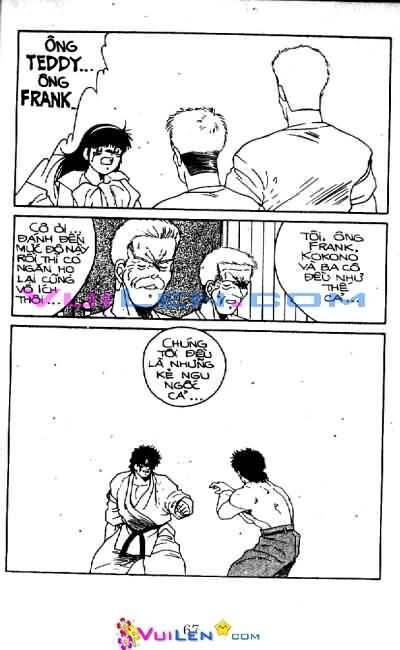 ÔNG
TEDDY...
ÔNG
FRANK..
TÔI, ÔNG
FRANK,
KOKONO
VÀ BA CÔ
ĐỀU NHƯ
THẾ
CẢ...
ĐÁNH ĐẾN
MỨC ĐỘ NÀY
RỒI THÌ CÓ
NGĂN HỌ
LẠI CŨNG
VÔ ÍCH
THÔI...
VUILEN.COM
CHÚNG
TÔI ĐỀU
LÀ NHỮNG
KẺ NGU
NGỐC
CẢ...
67
VUILEN.COM